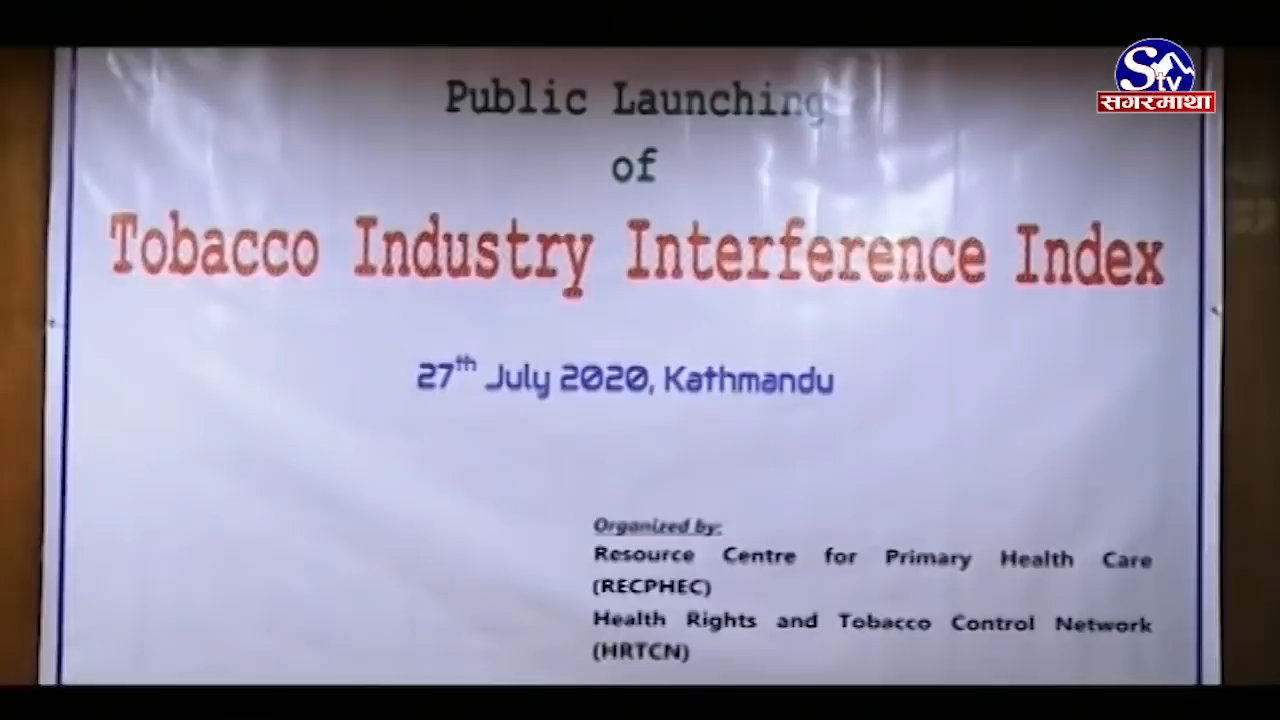 S tv
सगरमाथा
Public Launching
of
Tobacco Industry Interference Index
27th July 2020, Kathmandu
Organized by:
Resource Centre for Primary Health Care
(RECPHEC)
Health Rights and Tobacco Control Network
(HRTCN)